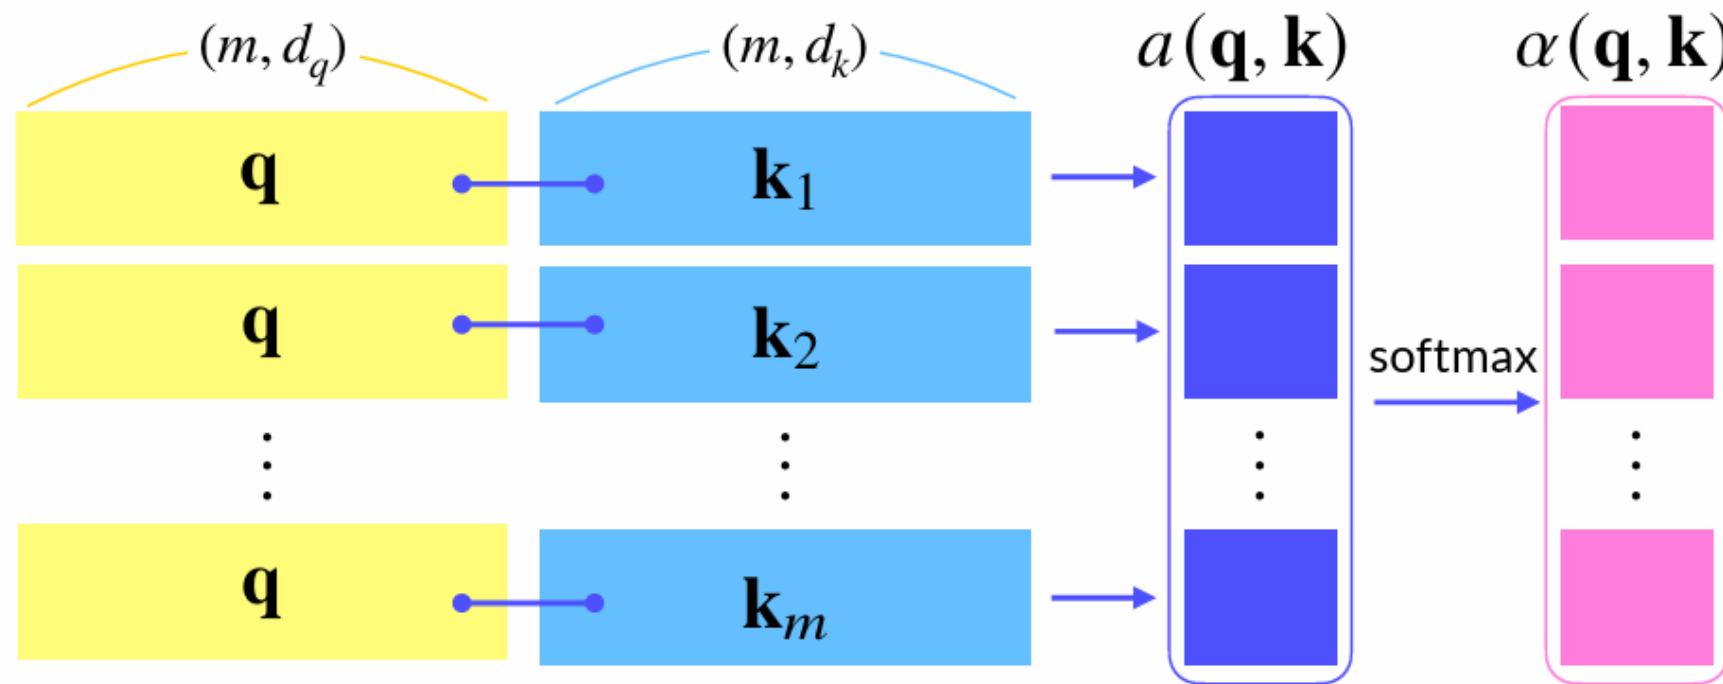 (m, d_q) (m, d_k) a(q, k) α(q, k)
q k_1
q k_2
softmax
⋮ ⋮ ⋮ ⋮
q k_m